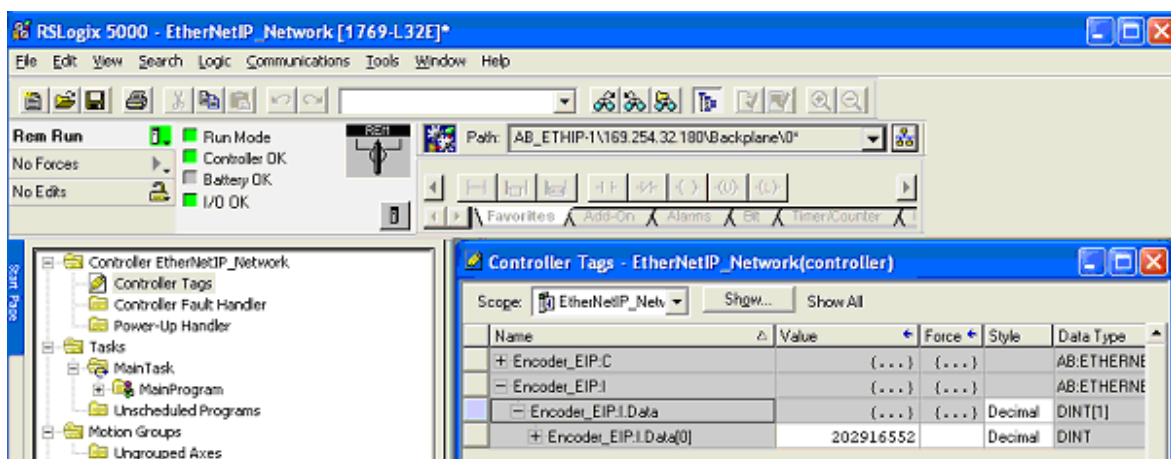 RSLogix 5000 - EtherNetIP_Network [1769-L32E]*
File Edit View Search Logic Communications Tools Window Help
Rem Run
Run Mode
REM
Path: AB_ETHIP-1\169.254.32.180\Backplane\0*
No Forces
Controller OK
Battery OK
No Edits
I/O OK
Favorites Add-On Alarms Bit Timer/Counter
Start Page
Controller EtherNetIP_Network
Controller Tags
Controller Fault Handler
Power-Up Handler
Tasks
MainTask
MainProgram
Unscheduled Programs
Motion Groups
Ungrouped Axes
Controller Tags - EtherNetIP_Network(controller)
Scope: EtherNetIP_Netv Show... Show All
Name Value Force Style Data Type
Encoder_EIP:C {...} {...} AB:ETHERNE
Encoder_EIP:I {...} {...} AB:ETHERNE
Encoder_EIP:I.Data {...} {...} Decimal DINT[1]
Encoder_EIP:I.Data[0] 202916552 Decimal DINT